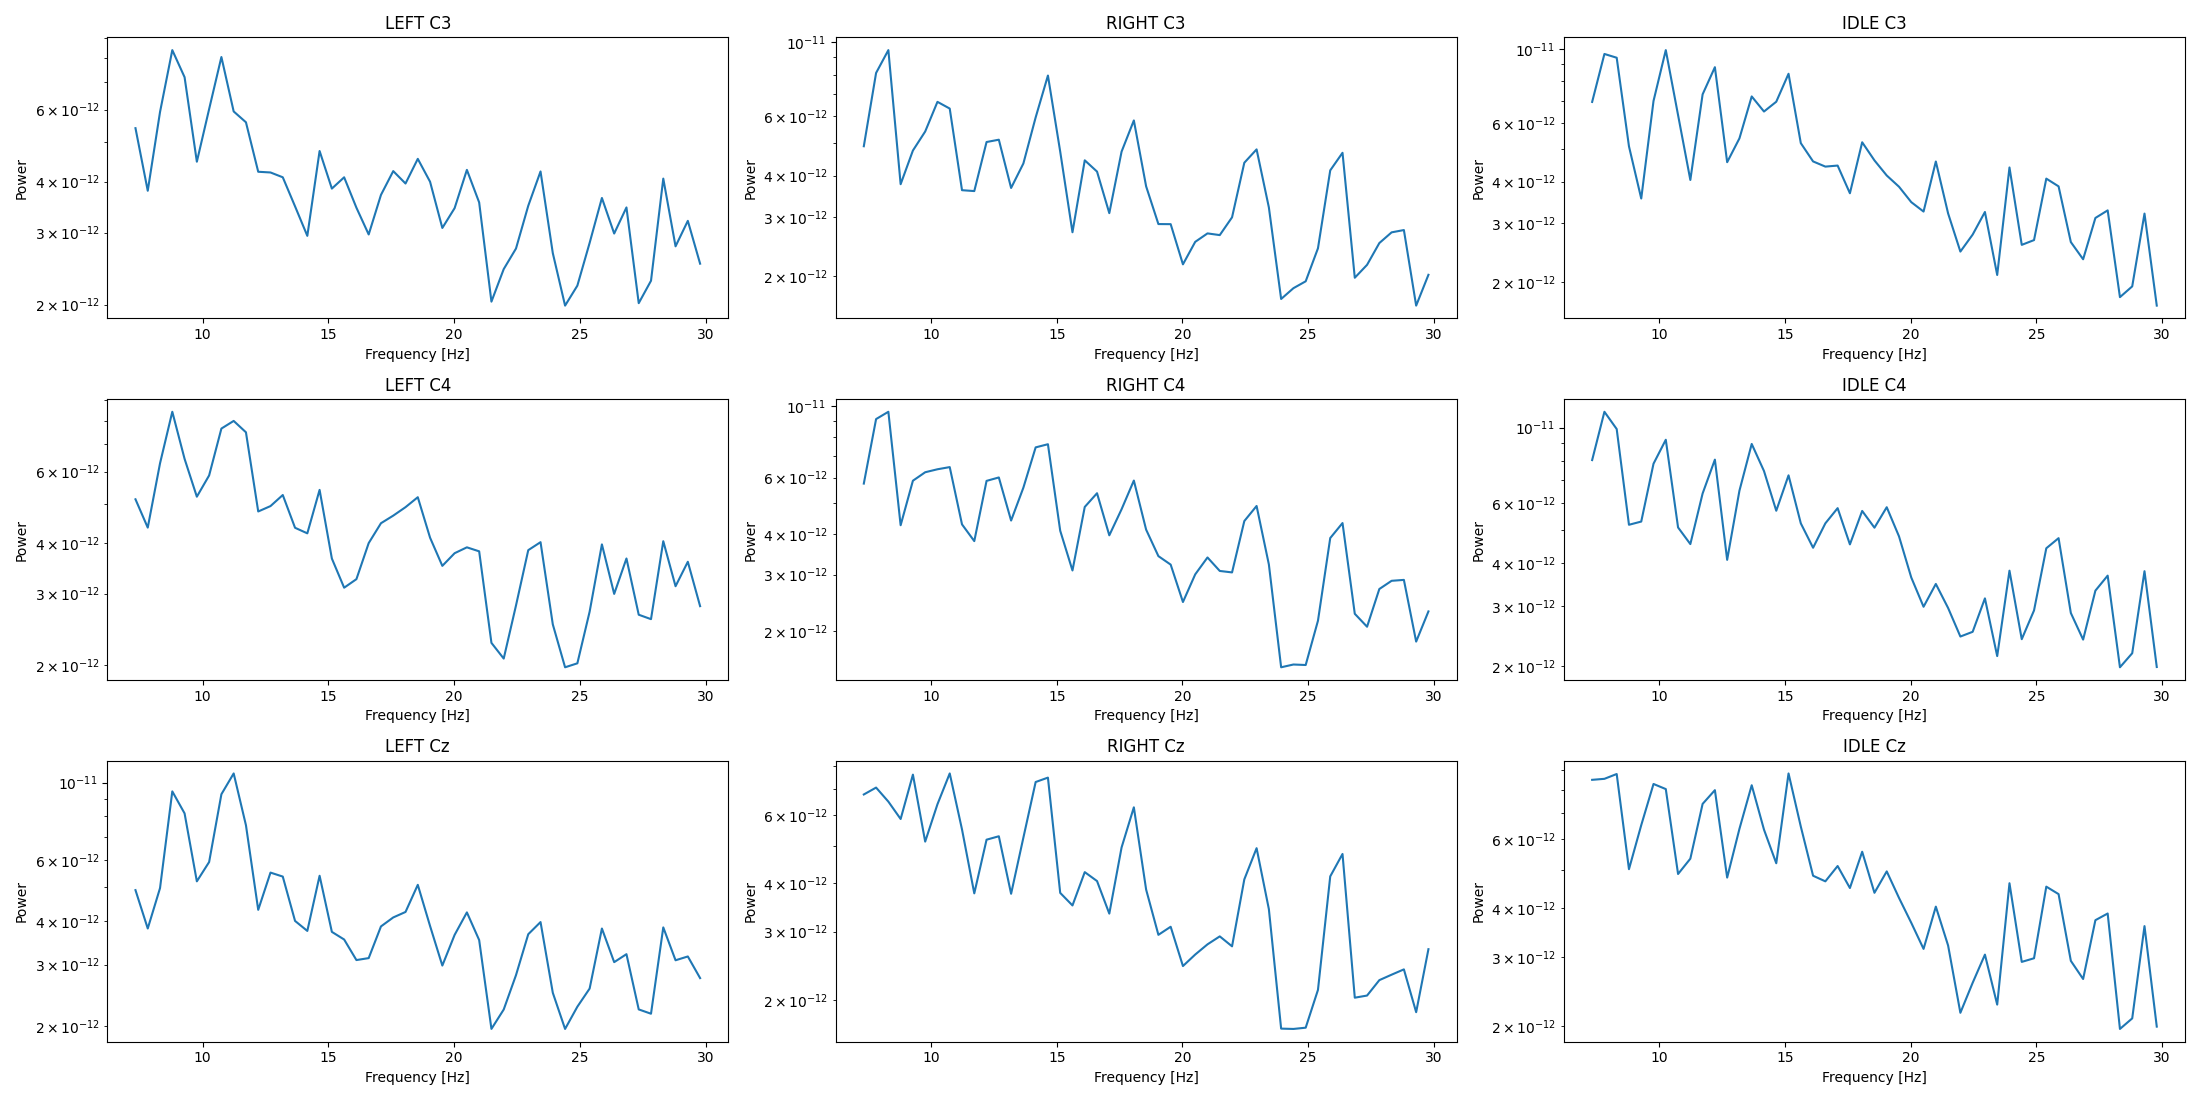 LEFT C3
RIGHT C3
IDLE C3
Power
6 × 10⁻¹²
4 × 10⁻¹²
3 × 10⁻¹²
2 × 10⁻¹²
10 15 20 25 30
Frequency [Hz]
Power
10⁻¹¹
6 × 10⁻¹²
4 × 10⁻¹²
3 × 10⁻¹²
2 × 10⁻¹²
10 15 20 25 30
Frequency [Hz]
Power
10⁻¹¹
6 × 10⁻¹²
4 × 10⁻¹²
3 × 10⁻¹²
2 × 10⁻¹²
10 15 20 25 30
Frequency [Hz]
LEFT C4
RIGHT C4
IDLE C4
Power
6 × 10⁻¹²
4 × 10⁻¹²
3 × 10⁻¹²
2 × 10⁻¹²
10 15 20 25 30
Frequency [Hz]
Power
10⁻¹¹
6 × 10⁻¹²
4 × 10⁻¹²
3 × 10⁻¹²
2 × 10⁻¹²
10 15 20 25 30
Frequency [Hz]
Power
10⁻¹¹
6 × 10⁻¹²
4 × 10⁻¹²
3 × 10⁻¹²
2 × 10⁻¹²
10 15 20 25 30
Frequency [Hz]
LEFT Cz
RIGHT Cz
IDLE Cz
Power
10⁻¹¹
6 × 10⁻¹²
4 × 10⁻¹²
3 × 10⁻¹²
2 × 10⁻¹²
10 15 20 25 30
Frequency [Hz]
Power
6 × 10⁻¹²
4 × 10⁻¹²
3 × 10⁻¹²
2 × 10⁻¹²
10 15 20 25 30
Frequency [Hz]
Power
6 × 10⁻¹²
4 × 10⁻¹²
3 × 10⁻¹²
2 × 10⁻¹²
10 15 20 25 30
Frequency [Hz]